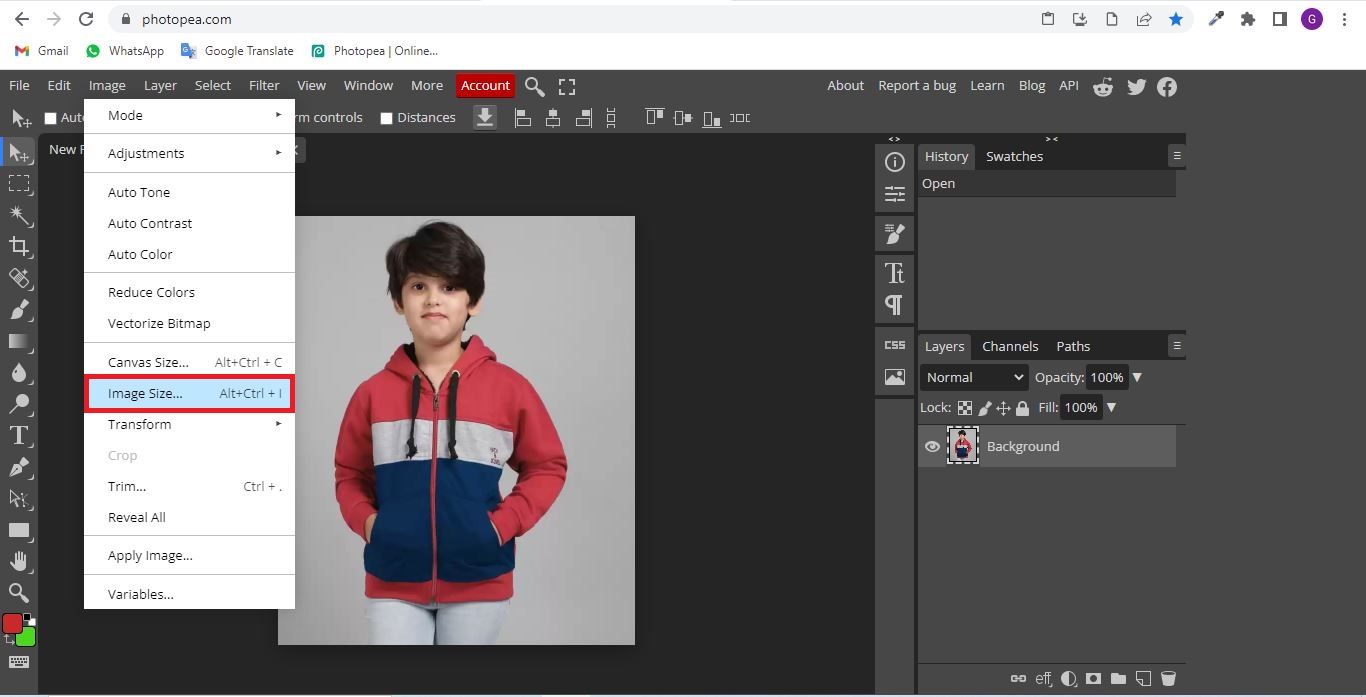 photopea.com
G
Gmail
WhatsApp
Google Translate
Photopea | Online...
File Edit Image Layer Select Filter View Window More Account
About Report a bug Learn Blog API
Distances
New
Mode
Adjustments
Auto Tone
Auto Contrast
Auto Color
Reduce Colors
Vectorize Bitmap
Canvas Size... Alt+Ctrl + C
Image Size... Alt+Ctrl + I
Transform
Crop
Trim... Ctrl + .
Reveal All
Apply Image...
Variables...
History Swatches
Open
CSS
Layers Channels Paths
Normal Opacity: 100%
Lock: Fill: 100%
Background
eff